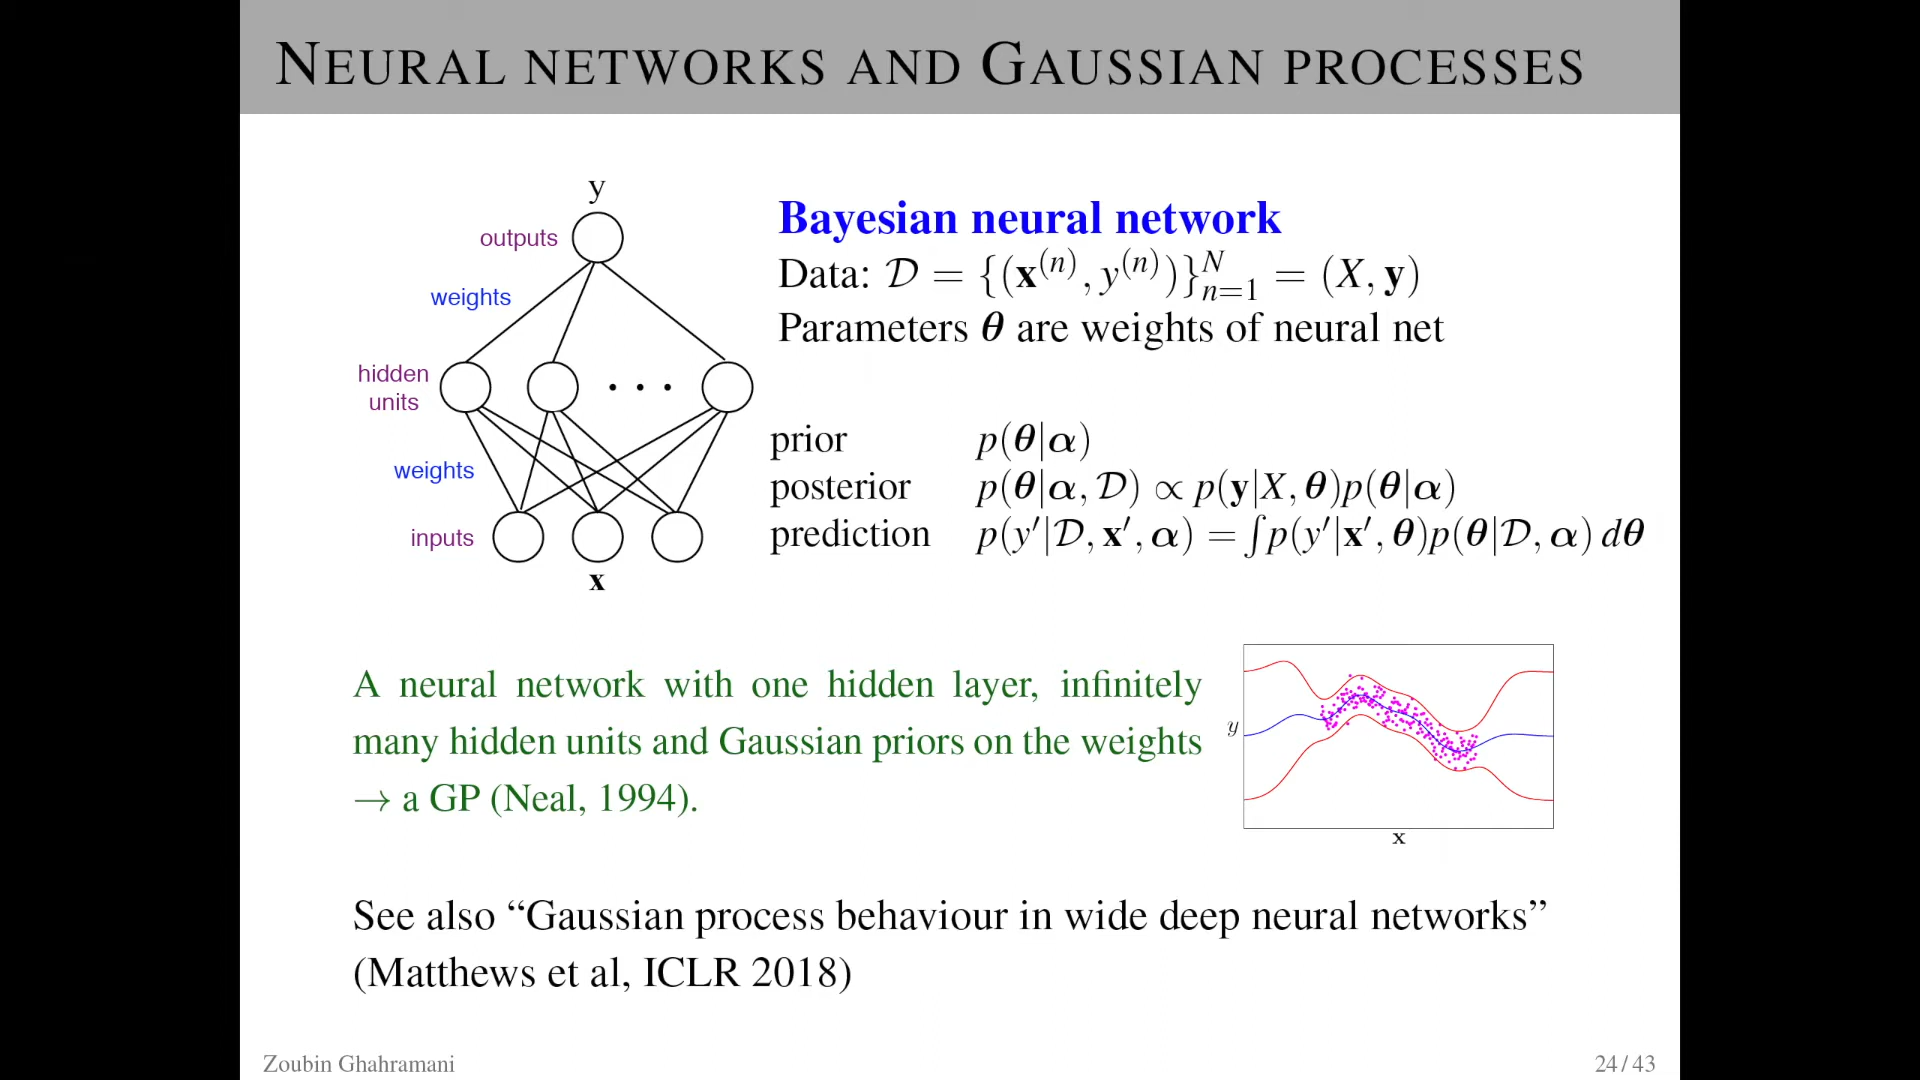 NEURAL NETWORKS AND GAUSSIAN PROCESSES
y
outputs
weights
hidden
units
weights
inputs
x
Bayesian neural network
Data: 𝒟 = {(𝐱⁽ⁿ⁾, y⁽ⁿ⁾)}ᴺₙ₌₁ = (X, 𝐲)
Parameters 𝜽 are weights of neural net
prior p(𝜽|𝜶)
posterior p(𝜽|𝜶, 𝒟) ∝ p(𝐲|X, 𝜽)p(𝜽|𝜶)
prediction p(y′|𝒟, 𝐱′, 𝜶) = ∫p(y′|𝐱′, 𝜽)p(𝜽|𝒟, 𝜶) d𝜽
A neural network with one hidden layer, infinitely
many hidden units and Gaussian priors on the weights
→ a GP (Neal, 1994).
y
x
See also “Gaussian process behaviour in wide deep neural networks”
(Matthews et al, ICLR 2018)
Zoubin Ghahramani
24 / 43